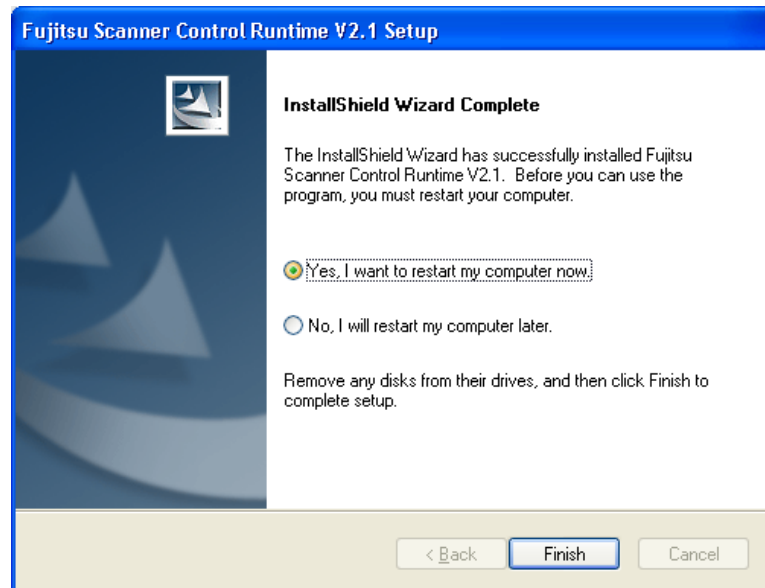 Fujitsu Scanner Control Runtime V2.1 Setup
InstallShield Wizard Complete
The InstallShield Wizard has successfully installed Fujitsu
Scanner Control Runtime V2.1. Before you can use the
program, you must restart your computer.
Yes, I want to restart my computer now.
No, I will restart my computer later.
Remove any disks from their drives, and then click Finish to
complete setup.
< Back Finish Cancel